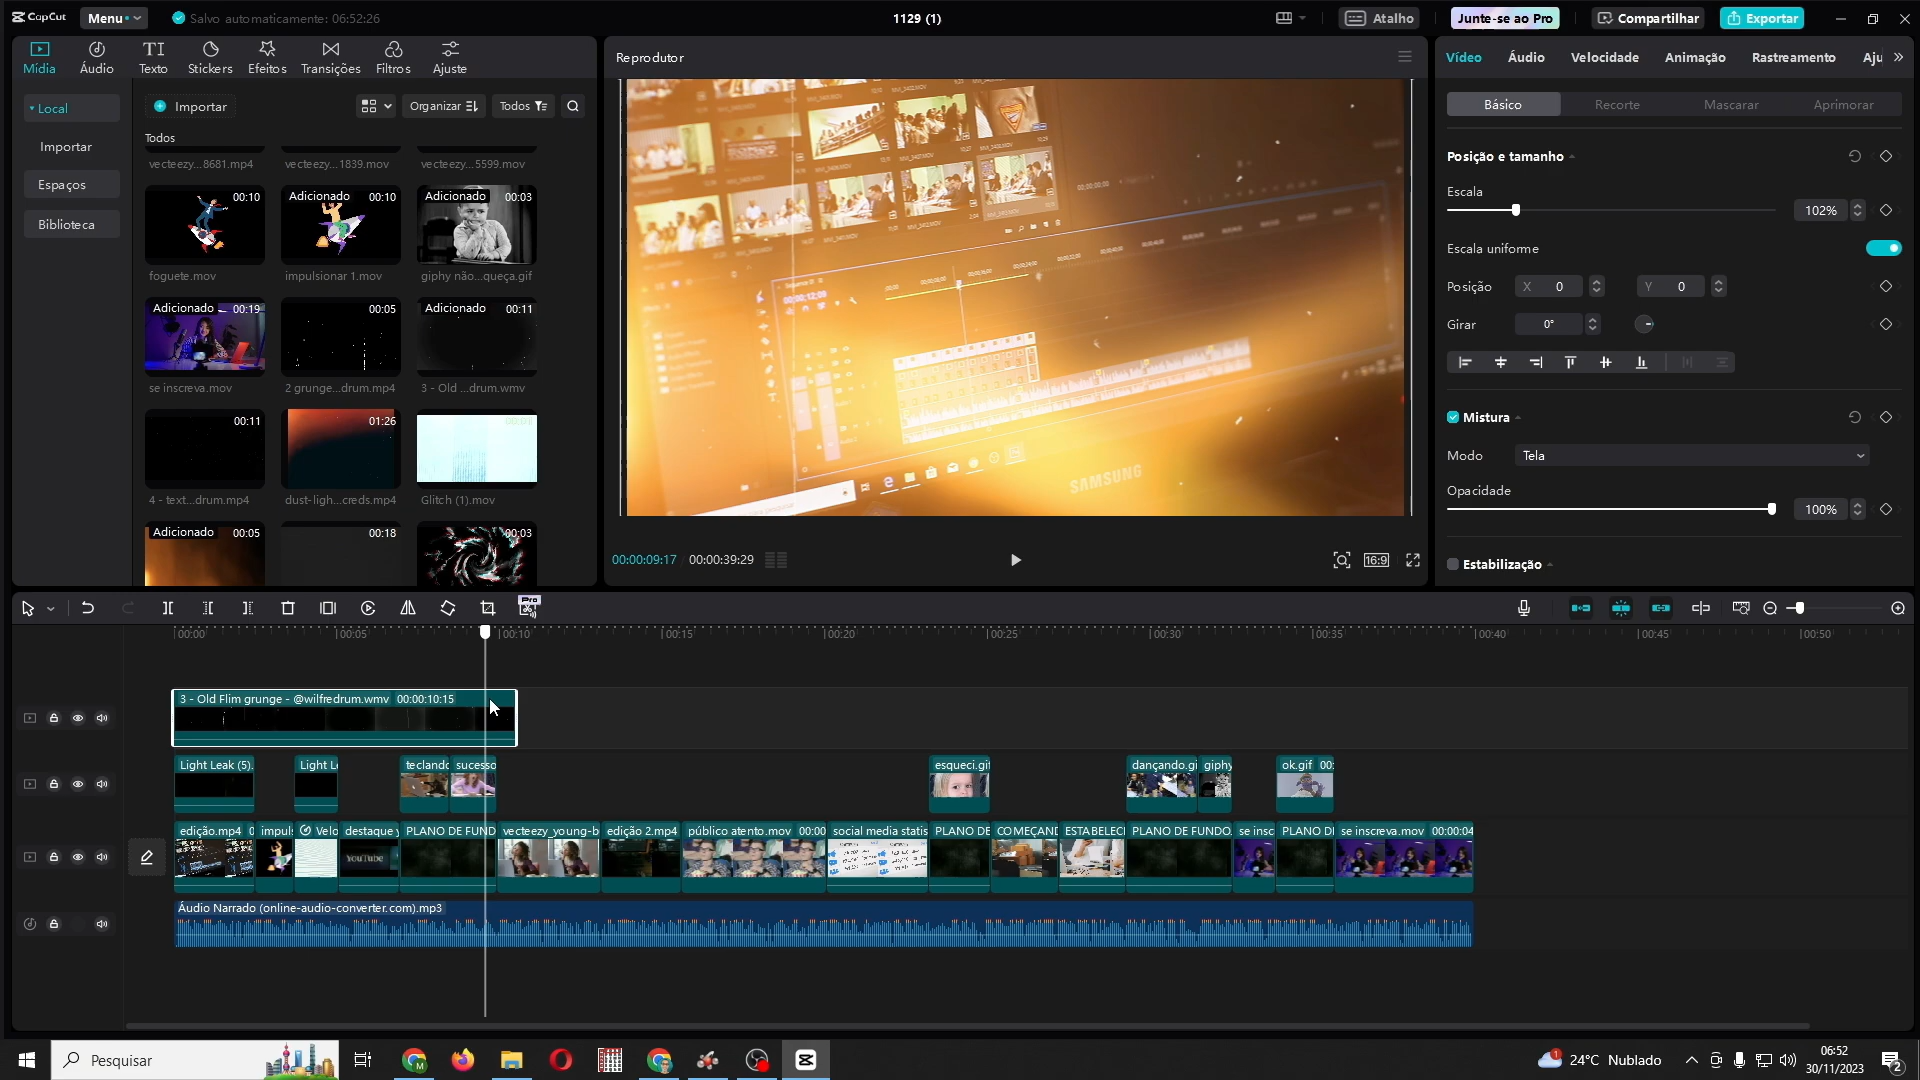 CapCut
Menu
Salvo automaticamente: 06:52:26
1129 (1)
Atalho
Junte-se ao Pro
Compartilhar
Exportar
Mídia
Áudio
Texto
Stickers
Efeitos
Transições
Filtros
Ajuste
Local
Importar
Espaços
Biblioteca
Importar
Organizar
Todos
Todos
vecteezy...8681.mp4
vecteezy...1839.mov
vecteezy...5599.mov
00:10
Adicionado 00:10
Adicionado 00:03
foguete.mov
impulsionar 1.mov
giphy não...queça.gif
Adicionado 00:19
00:05
Adicionado 00:11
se inscreva.mov
2 grunge...drum.mp4
3 - Old ...drum.wmv
00:11
01:26
4 - text...drum.mp4
dust-ligh...creds.mp4
Glitch (1).mov
Adicionado 00:05
00:18
00:03
Reprodutor
SAMSUNG
00:00:09:17
00:00:39:29
16:9
Vídeo
Áudio
Velocidade
Animação
Rastreamento
Aju
Básico
Recorte
Mascarar
Aprimorar
Posição e tamanho
Escala
102%
Escala uniforme
Posição
X 0
Y 0
Girar
0°
Mistura
Modo
Tela
Opacidade
100%
Estabilização
Pro
00:00
00:05
00:10
00:15
00:20
00:25
00:30
00:35
00:40
00:45
00:50
3 - Old Flim grunge - @wilfredrum.wmv 00:00:10:15
Light Leak (5).
Light Le
teclando
sucesso
esqueci.gif
dançando.gi
giphy
ok.gif 00:
edição.mp4 0
impuls
Velo
destaque y
PLANO DE FUND
vecteezy_young-b
edição 2.mp4
público atento.mov 00:00
social media statis
PLANO DE
COMEÇAND
ESTABELECI
PLANO DE FUNDO.
se insc
PLANO DI
se inscreva.mov 00:00:04
YOUTUBE
Áudio Narrado (online-audio-converter.com).mp3
Pesquisar
24°C Nublado
06:52
30/11/2023
2